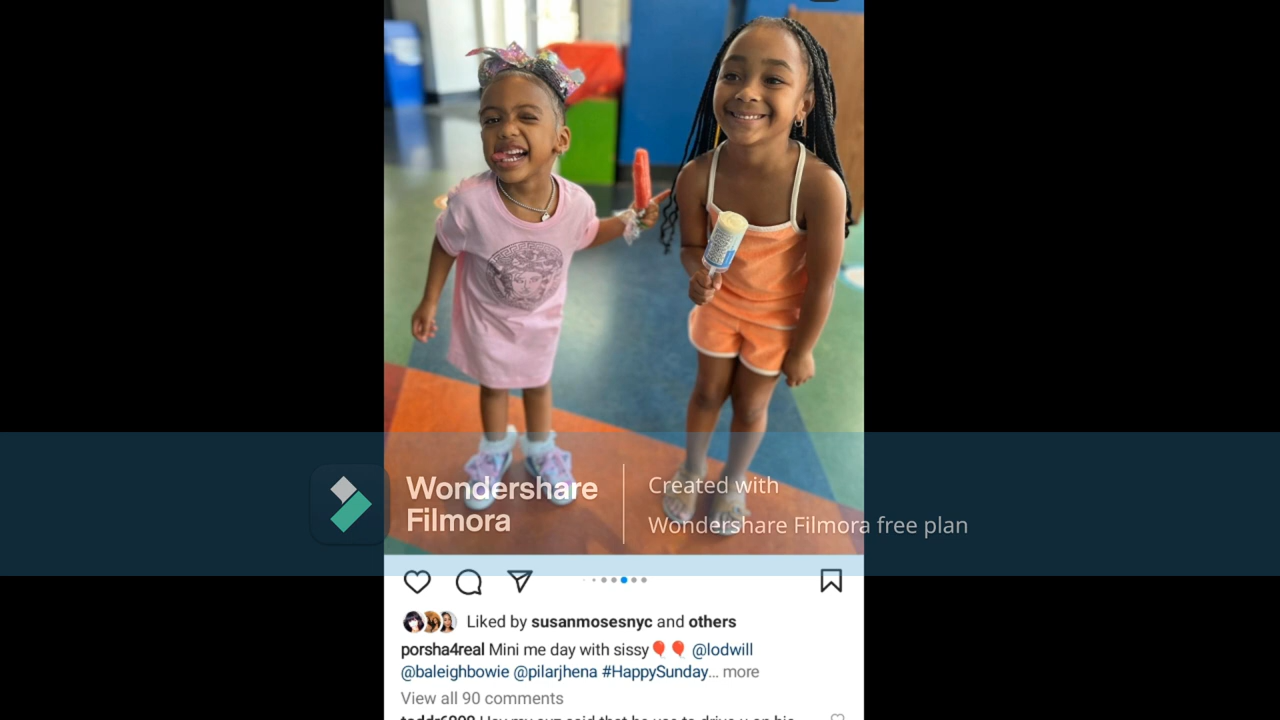 Wondershare
Filmora
Created with
Wondershare Filmora free plan
Liked by susanmosesnyc and others
porsha4real Mini me day with sissy🎈🎈 @lodwill
@baleighbowie @pilarjhena #HappySunday... more
View all 90 comments